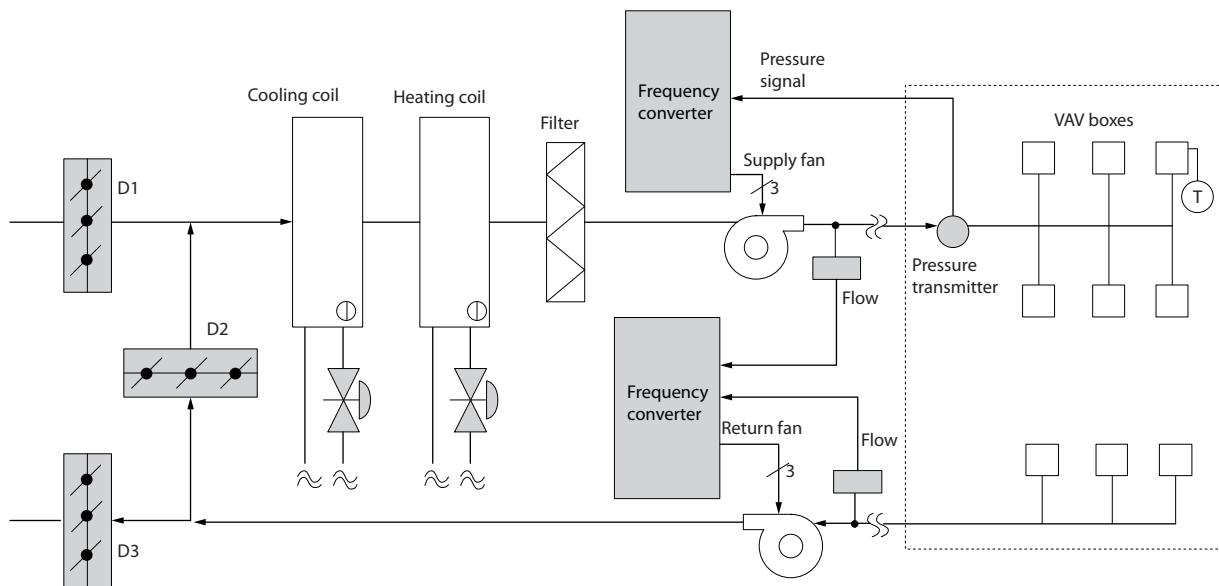 Cooling coil
Heating coil
Filter
Frequency
converter
Pressure
signal
Supply fan
3
VAV boxes
T
D1
Pressure
transmitter
Flow
D2
Frequency
converter
Return fan
3
Flow
D3